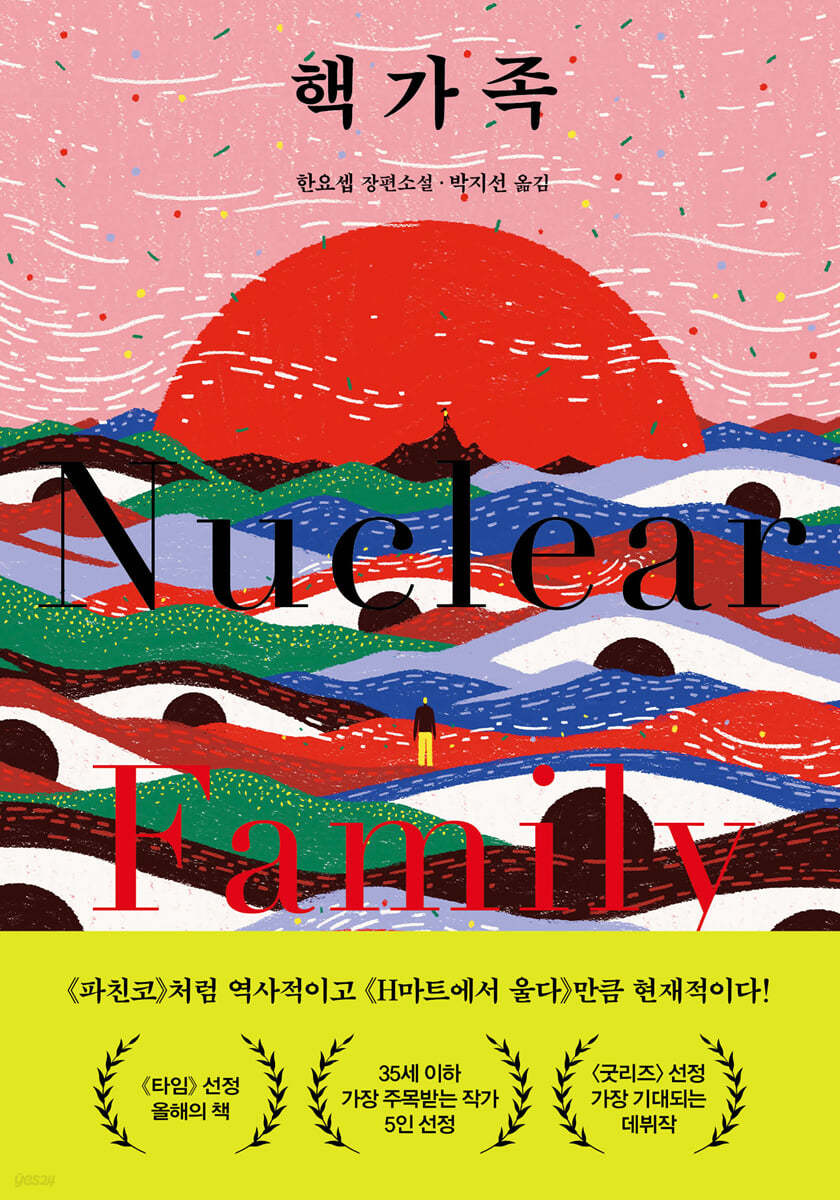 핵가족
한요셉 장편소설 · 박지선 옮김
Nuclear
Family
《파친코》처럼 역사적이고 《H마트에서 울다》만큼 현재적이다!
《타임》 선정
올해의 책
35세 이하
가장 주목받는 작가
5인 선정
〈굿리즈〉 선정
가장 기대되는
데뷔작
yes24